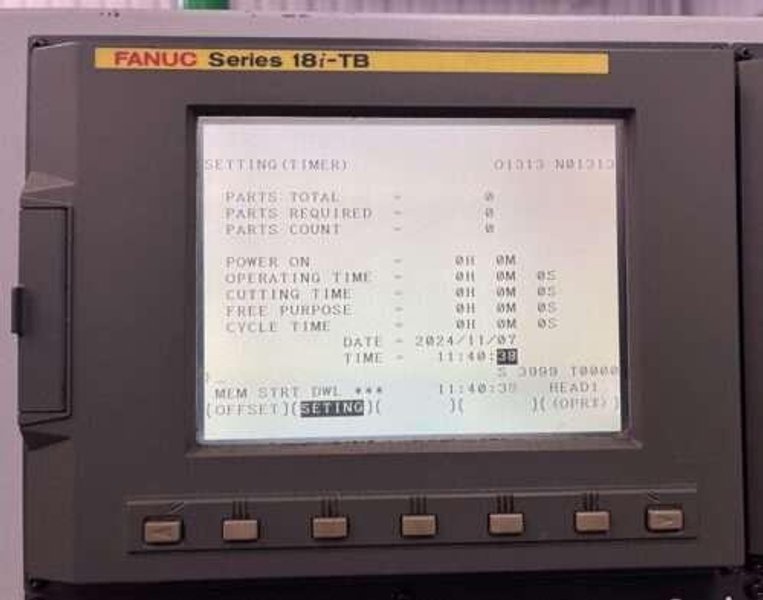 FANUC Series 18i-TB
SETTING(TIMER) O1313 N01313
PARTS TOTAL = 0
PARTS REQUIRED = 0
PARTS COUNT = 0
POWER ON = 0H 0M
OPERATING TIME = 0H 0M 0S
CUTTING TIME = 0H 0M 0S
FREE PURPOSE = 0H 0M 0S
CYCLE TIME = 0H 0M 0S
DATE = 2024/11/07
TIME = 11:40:38
>_
S 3999 T0000
MEM STRT DWL *** 11:40:38 HEAD1
[OFFSET][SETING][ ][ ][(OPRT)]